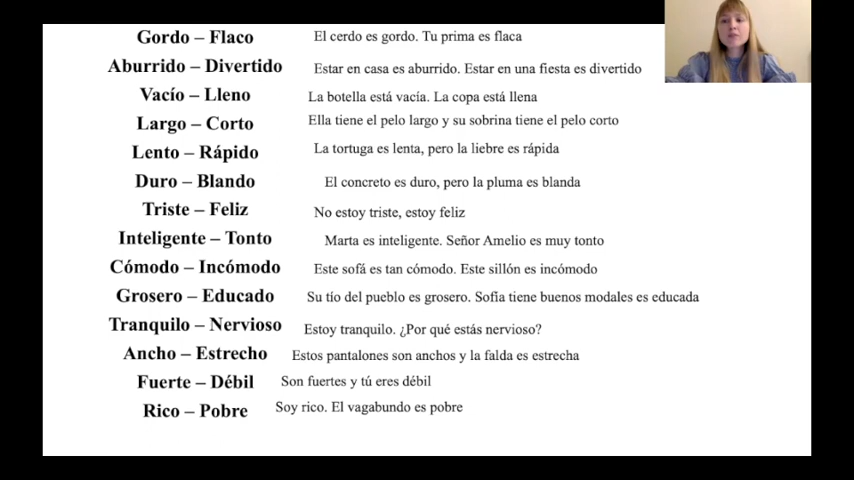 Gordo – Flaco El cerdo es gordo. Tu prima es flaca
Aburrido – Divertido Estar en casa es aburrido. Estar en una fiesta es divertido
Vacío – Lleno La botella está vacía. La copa está llena
Largo – Corto Ella tiene el pelo largo y su sobrina tiene el pelo corto
Lento – Rápido La tortuga es lenta, pero la liebre es rápida
Duro – Blando El concreto es duro, pero la pluma es blanda
Triste – Feliz No estoy triste, estoy feliz
Inteligente – Tonto Marta es inteligente. Señor Amelio es muy tonto
Cómodo – Incómodo Este sofá es tan cómodo. Este sillón es incómodo
Grosero – Educado Su tío del pueblo es grosero. Sofía tiene buenos modales es educada
Tranquilo – Nervioso Estoy tranquilo. ¿Por qué estás nervioso?
Ancho – Estrecho Estos pantalones son anchos y la falda es estrecha
Fuerte – Débil Son fuertes y tú eres débil
Rico – Pobre Soy rico. El vagabundo es pobre